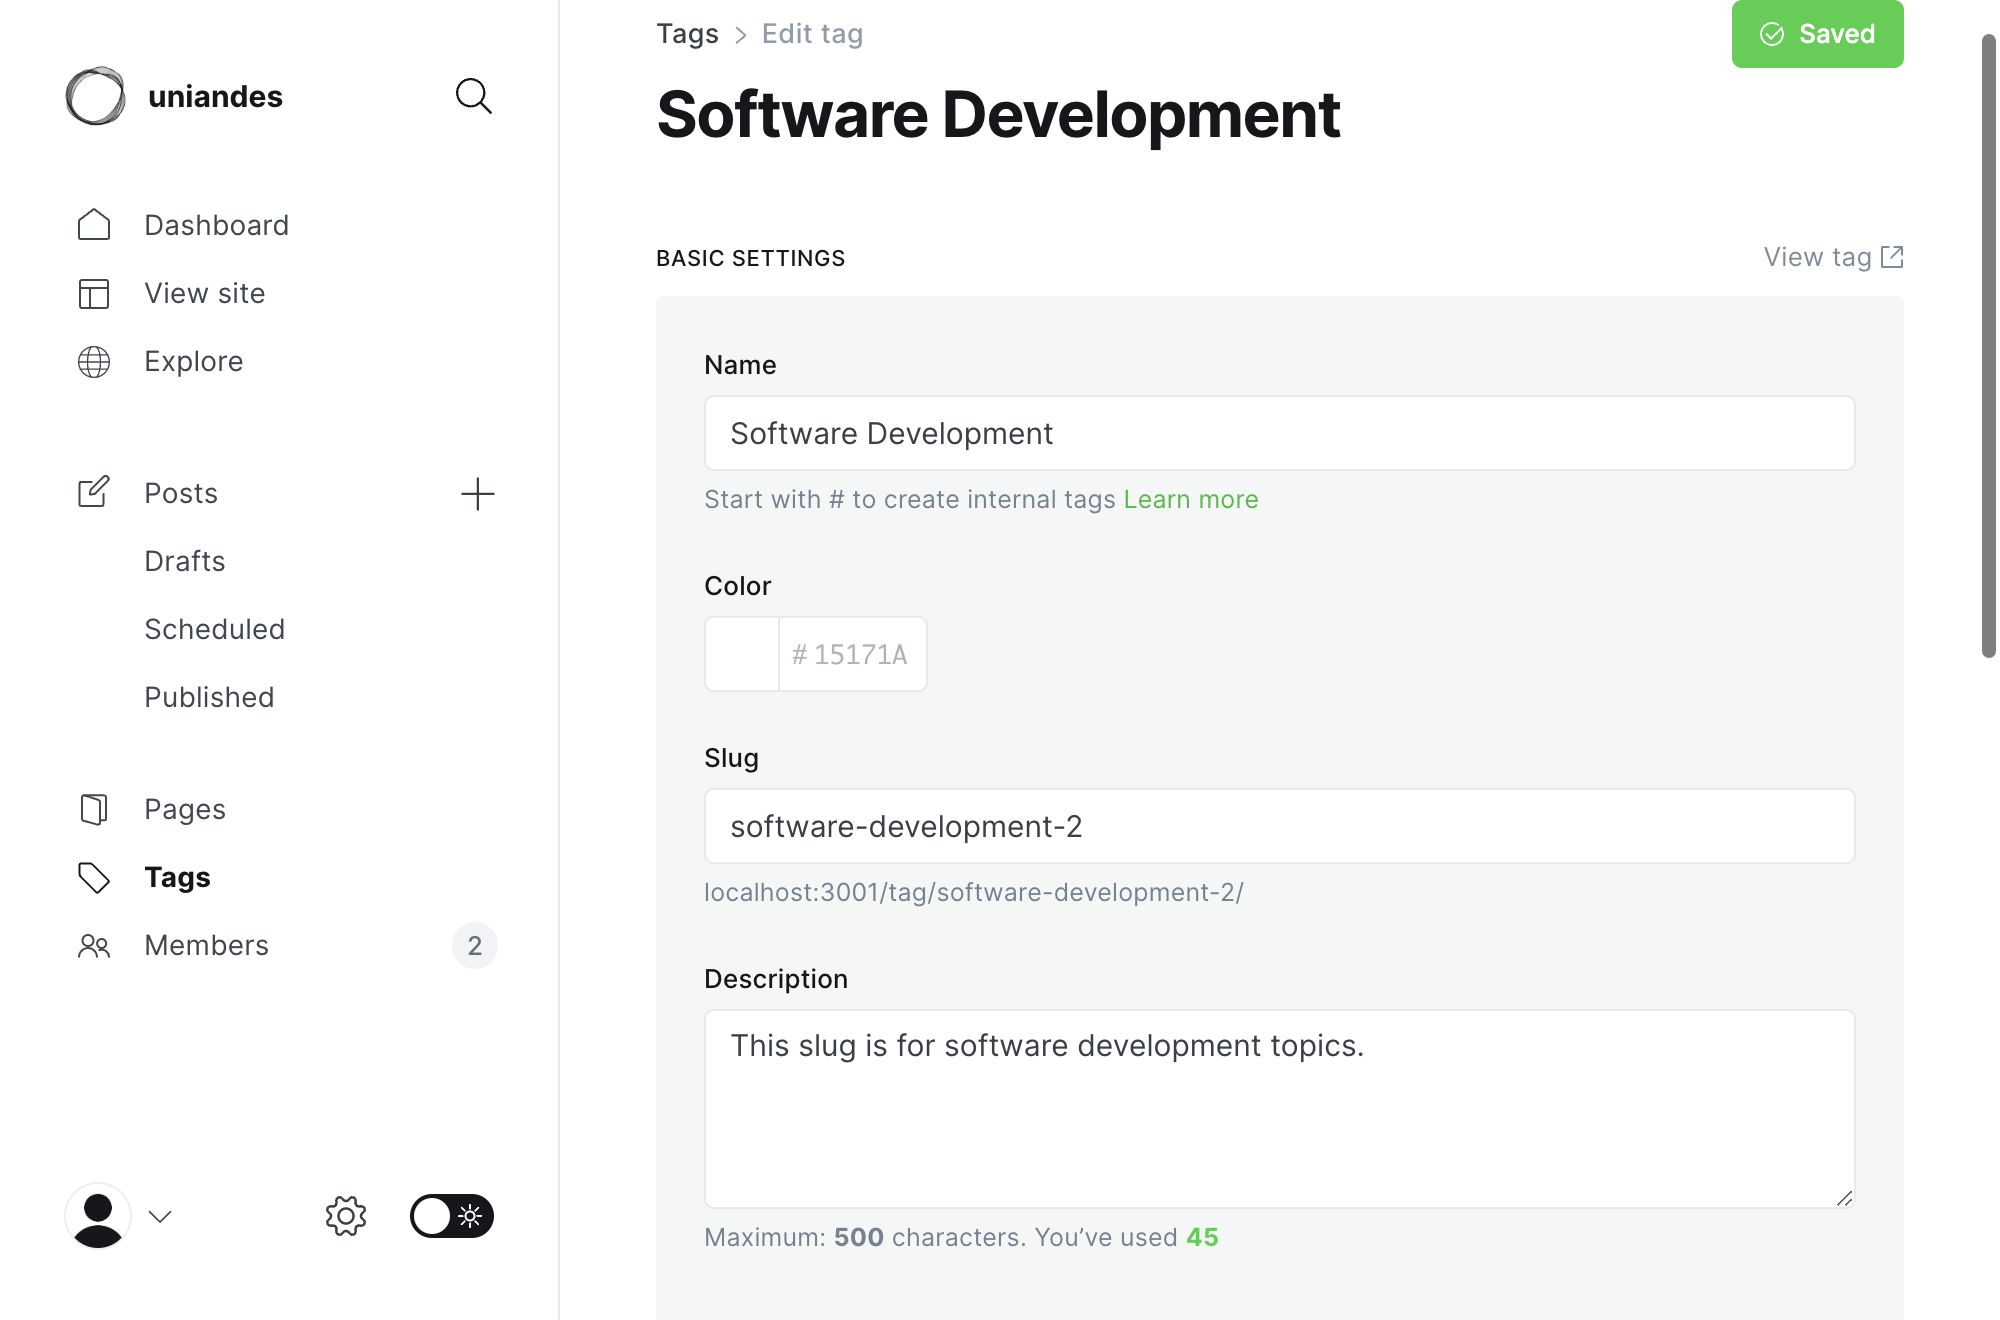 uniandes
Dashboard
View site
Explore
Posts
Drafts
Scheduled
Published
Pages
Tags
Members
2
Tags > Edit tag
Saved
Software Development
BASIC SETTINGS
View tag
Name
Software Development
Start with # to create internal tags Learn more
Color
# 15171A
Slug
software-development-2
localhost:3001/tag/software-development-2/
Description
This slug is for software development topics.
Maximum: 500 characters. You’ve used 45